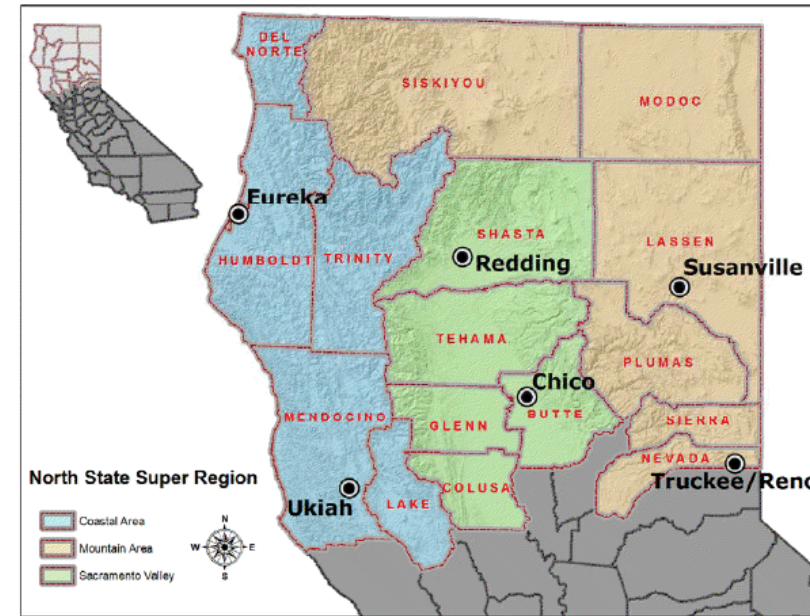 DEL
NORTE
SISKIYOU
MODOC
Eureka
HUMBOLDT
TRINITY
SHASTA
Redding
LASSEN
Susanville
TEHAMA
PLUMAS
Chico
BUTTE
MENDOCINO
GLENN
SIERRA
NEVADA
Truckee/Reno
COLUSA
LAKE
Ukiah
North State Super Region
Coastal Area
Mountain Area
Sacramento Valley
N
W
E
S